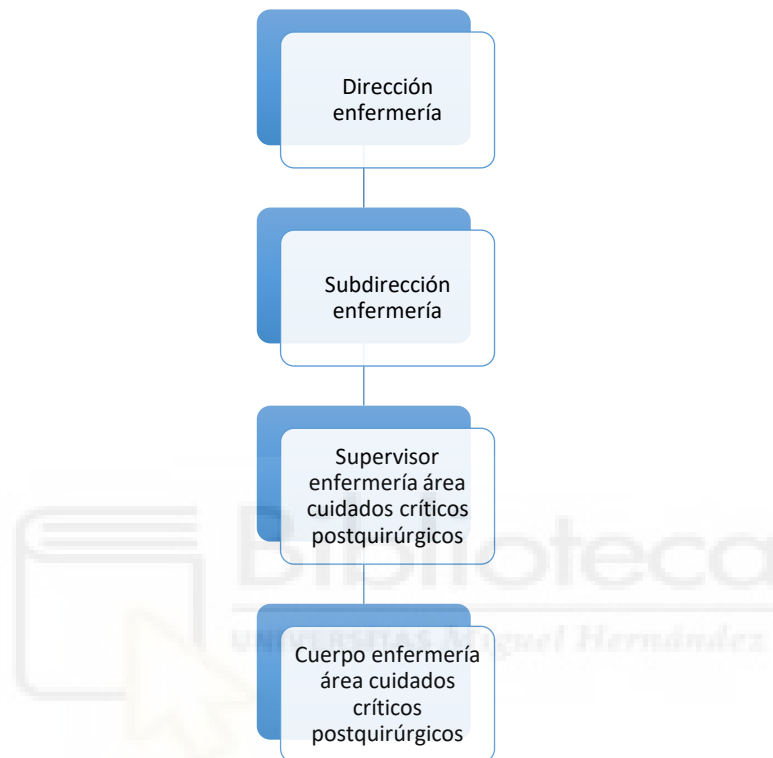 Dirección
enfermería
Subdirección
enfermería
Supervisor
enfermería área
cuidados críticos
postquirúrgicos
Biblioteca
UNIVERSITAS Miguel Hernández
Cuerpo enfermería
área cuidados
críticos
postquirúrgicos